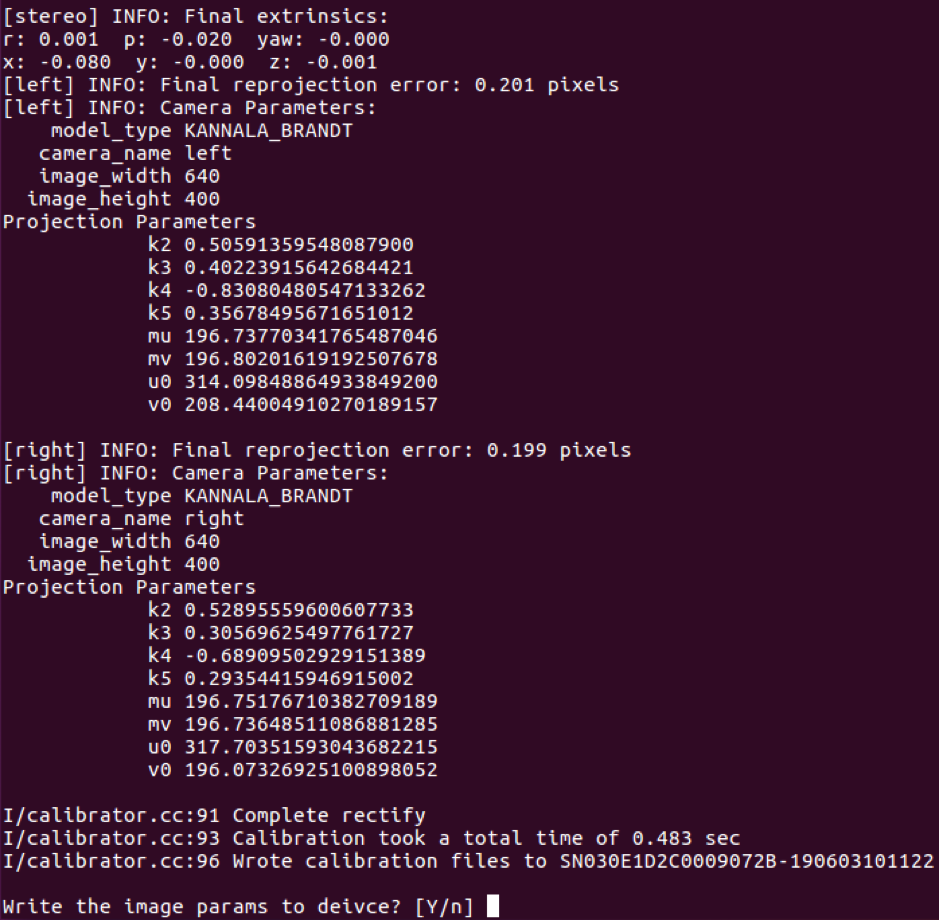 [stereo] INFO: Final extrinsics:
r: 0.001  p: -0.020  yaw: -0.000
x: -0.080  y: -0.000  z: -0.001
[left] INFO: Final reprojection error: 0.201 pixels
[left] INFO: Camera Parameters:
    model_type KANNALA_BRANDT
   camera_name left
   image_width 640
  image_height 400
Projection Parameters
            k2 0.50591359548087900
            k3 0.40223915642684421
            k4 -0.83080480547133262
            k5 0.35678495671651012
            mu 196.73770341765487046
            mv 196.80201619192507678
            u0 314.09848864933849200
            v0 208.44004910270189157

[right] INFO: Final reprojection error: 0.199 pixels
[right] INFO: Camera Parameters:
    model_type KANNALA_BRANDT
   camera_name right
   image_width 640
  image_height 400
Projection Parameters
            k2 0.52895559600607733
            k3 0.30569625497761727
            k4 -0.68909502929151389
            k5 0.29354415946915002
            mu 196.75176710382709189
            mv 196.73648511086881285
            u0 317.70351593043682215
            v0 196.07326925100898052

I/calibrator.cc:91 Complete rectify
I/calibrator.cc:93 Calibration took a total time of 0.483 sec
I/calibrator.cc:96 Wrote calibration files to SN030E1D2C0009072B-190603101122

Write the image params to deivce? [Y/n]